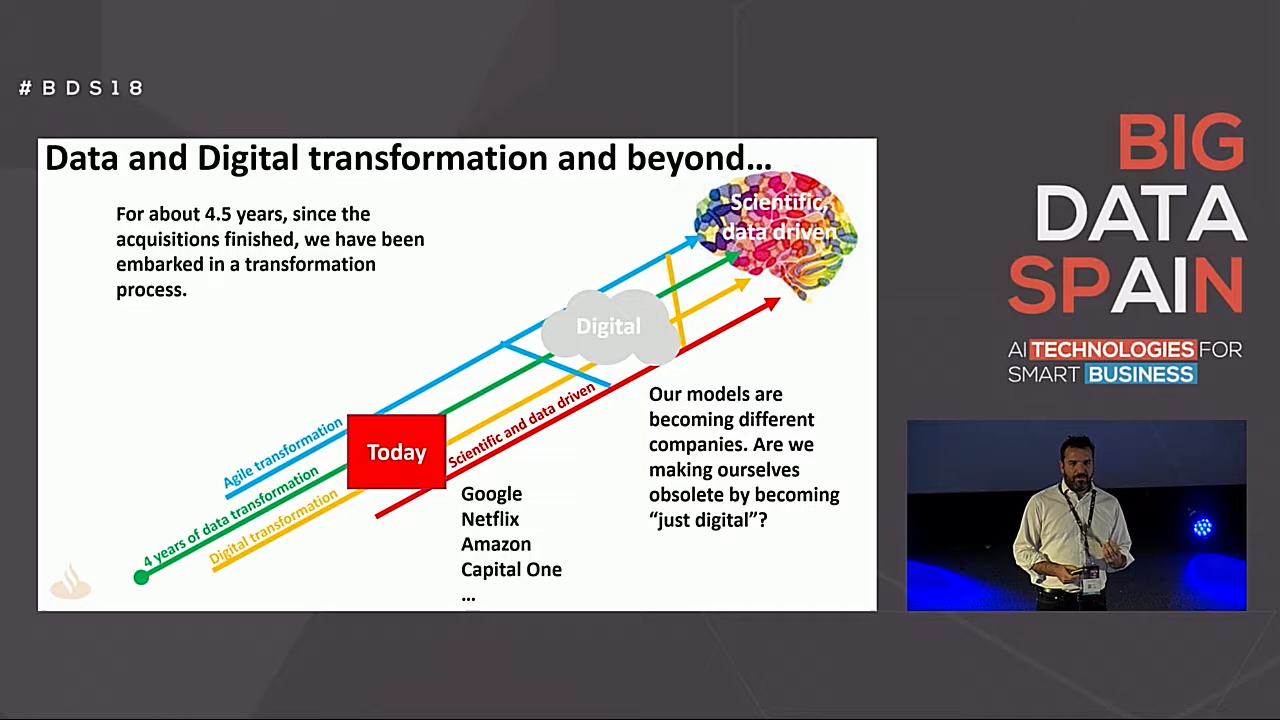 #BDS18
Data and Digital transformation and beyond...
For about 4.5 years, since the
acquisitions finished, we have been
embarked in a transformation
process.
Scientific,
data driven
Digital
Today
Agile transformation
4 years of data transformation
Digital transformation
Scientific and data driven
Google
Netflix
Amazon
Capital One
...
Our models are
becoming different
companies. Are we
making ourselves
obsolete by becoming
“just digital”?
BIG
DATA
SPAIN
AI TECHNOLOGIES FOR
SMART BUSINESS